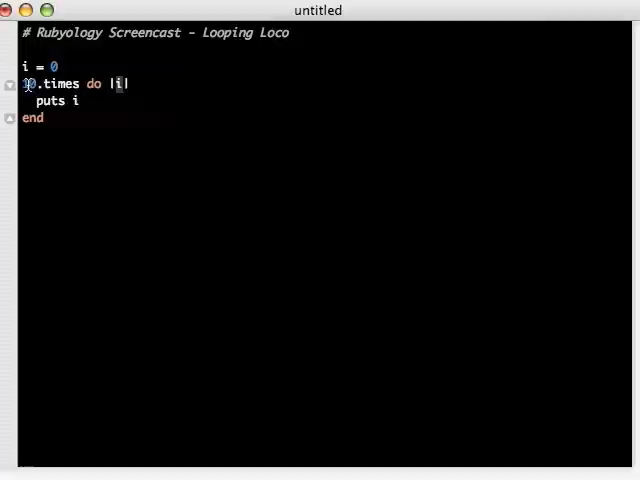 untitled
# Rubyology Screencast - Looping Loco
i = 0
10.times do |i|
  puts i
end